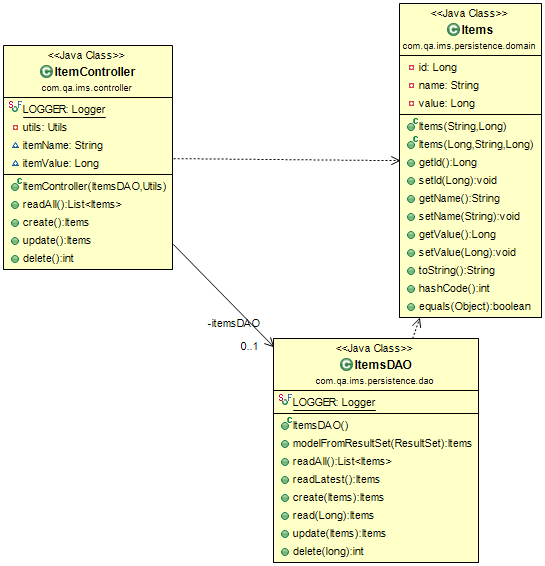 <<Java Class>>
Items
com.qa.ims.persistence.domain
id: Long
name: String
value: Long
Items(String,Long)
Items(Long,String,Long)
getId():Long
setId(Long):void
getName():String
setName(String):void
getValue():Long
setValue(Long):void
toString():String
hashCode():int
equals(Object):boolean
<<Java Class>>
ItemController
com.qa.ims.controller
LOGGER: Logger
utils: Utils
itemName: String
itemValue: Long
ItemController(ItemsDAO,Utils)
readAll():List<Items>
create():Items
update():Items
delete():int
-itemsDAO
0..1
<<Java Class>>
ItemsDAO
com.qa.ims.persistence.dao
LOGGER: Logger
ItemsDAO()
modelFromResultSet(ResultSet):Items
readAll():List<Items>
readLatest():Items
create(Items):Items
read(Long):Items
update(Items):Items
delete(long):int